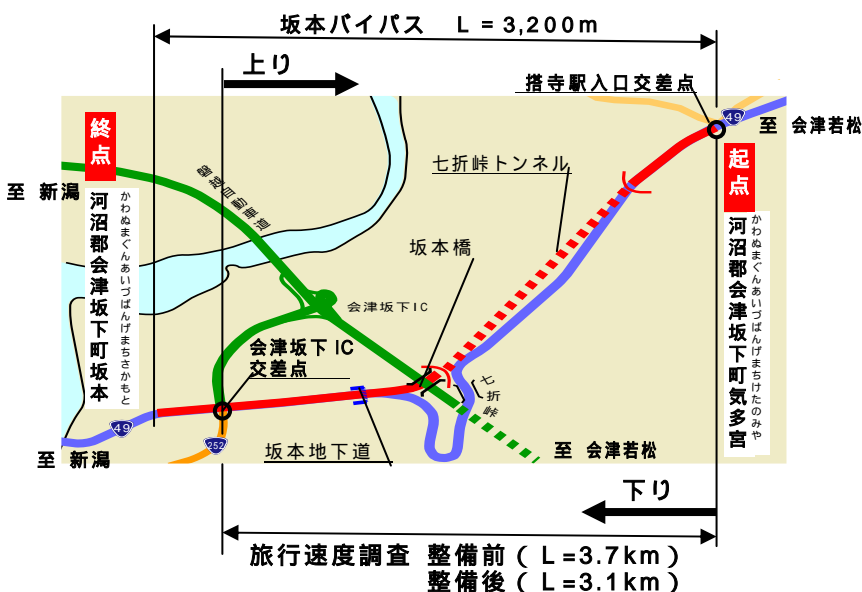 坂本バイパス　L＝3,200m
上り
搭寺駅入口交差点
49
至 会津若松
終点
起点
七折峠トンネル
磐越自動車道
至 新潟
河沼郡会津坂下町坂本
かわぬまぐんあいづばんげまちさかもと
河沼郡会津坂下町気多宮
かわぬまぐんあいづばんげまちけたのみや
坂本橋
会津坂下IC
会津坂下 IC
交差点
七折峠
49
252
坂本地下道
至 新潟
至 会津若松
下り
旅行速度調査 整備前（L=3.7km）
整備後（L=3.1km）